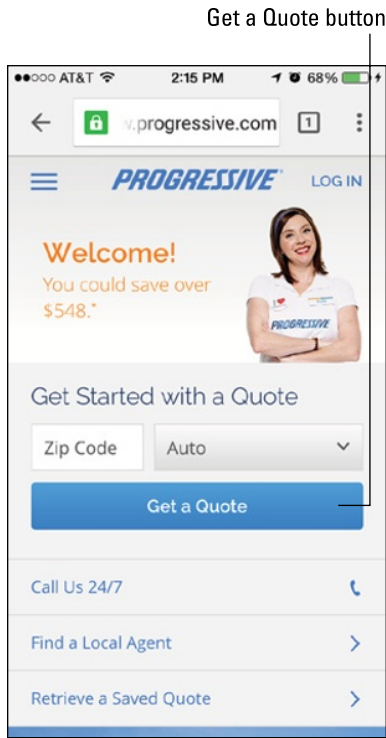 Get a Quote button
AT&T 2:15 PM 68%
.progressive.com 1
PROGRESSIVE LOG IN
Welcome!
You could save over
$548.*
PROGRESSIVE
Get Started with a Quote
Zip Code Auto
Get a Quote
Call Us 24/7
Find a Local Agent
Retrieve a Saved Quote